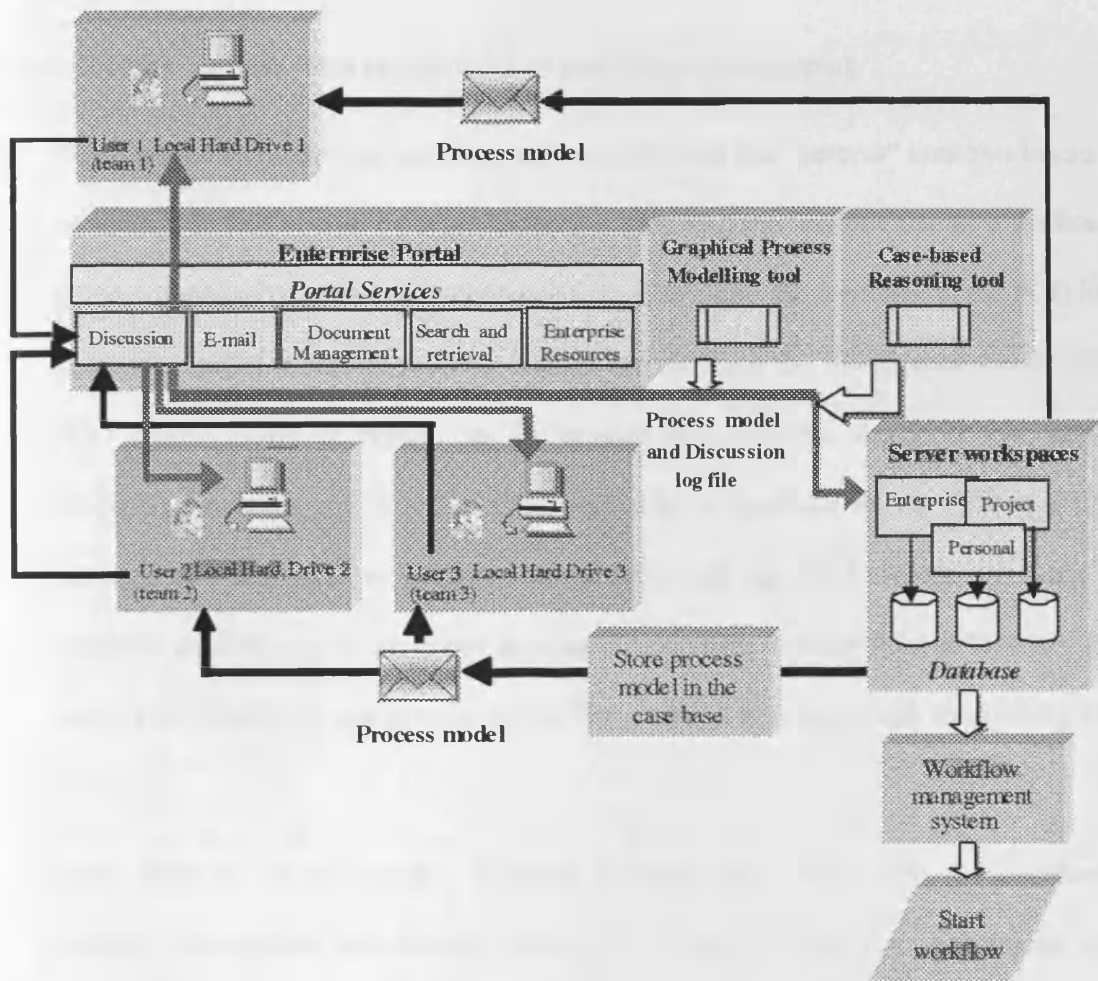 User 1 Local Hard Drive 1
(team 1)
Process model
Enterprise Portal
Portal Services
Discussion
E-mail
Document
Management
Search and
retrieval
Enterprise
Resources
Graphical Process
Modelling tool
Case-based
Reasoning tool
Process model
and Discussion
log file
Server workspaces
Enterprise
Project
Personal
Database
User 2 Local Hard Drive 2
(team 2)
User 3 Local Hard Drive 3
(team 3)
Process model
Store process
model in the
case base
Workflow
management
system
Start
workflow